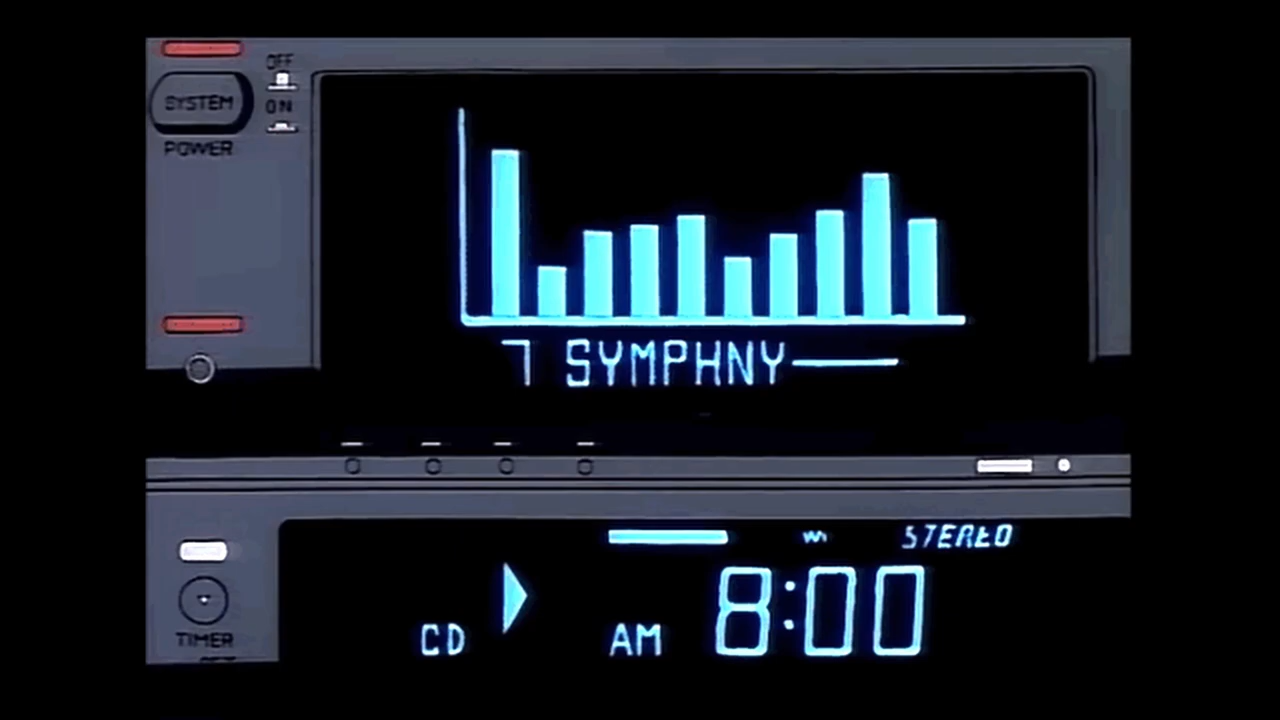 OFF
SYSTEM
ON
POWER
7 SYMPHNY
STEREO
CD
AM 8:00
TIMER